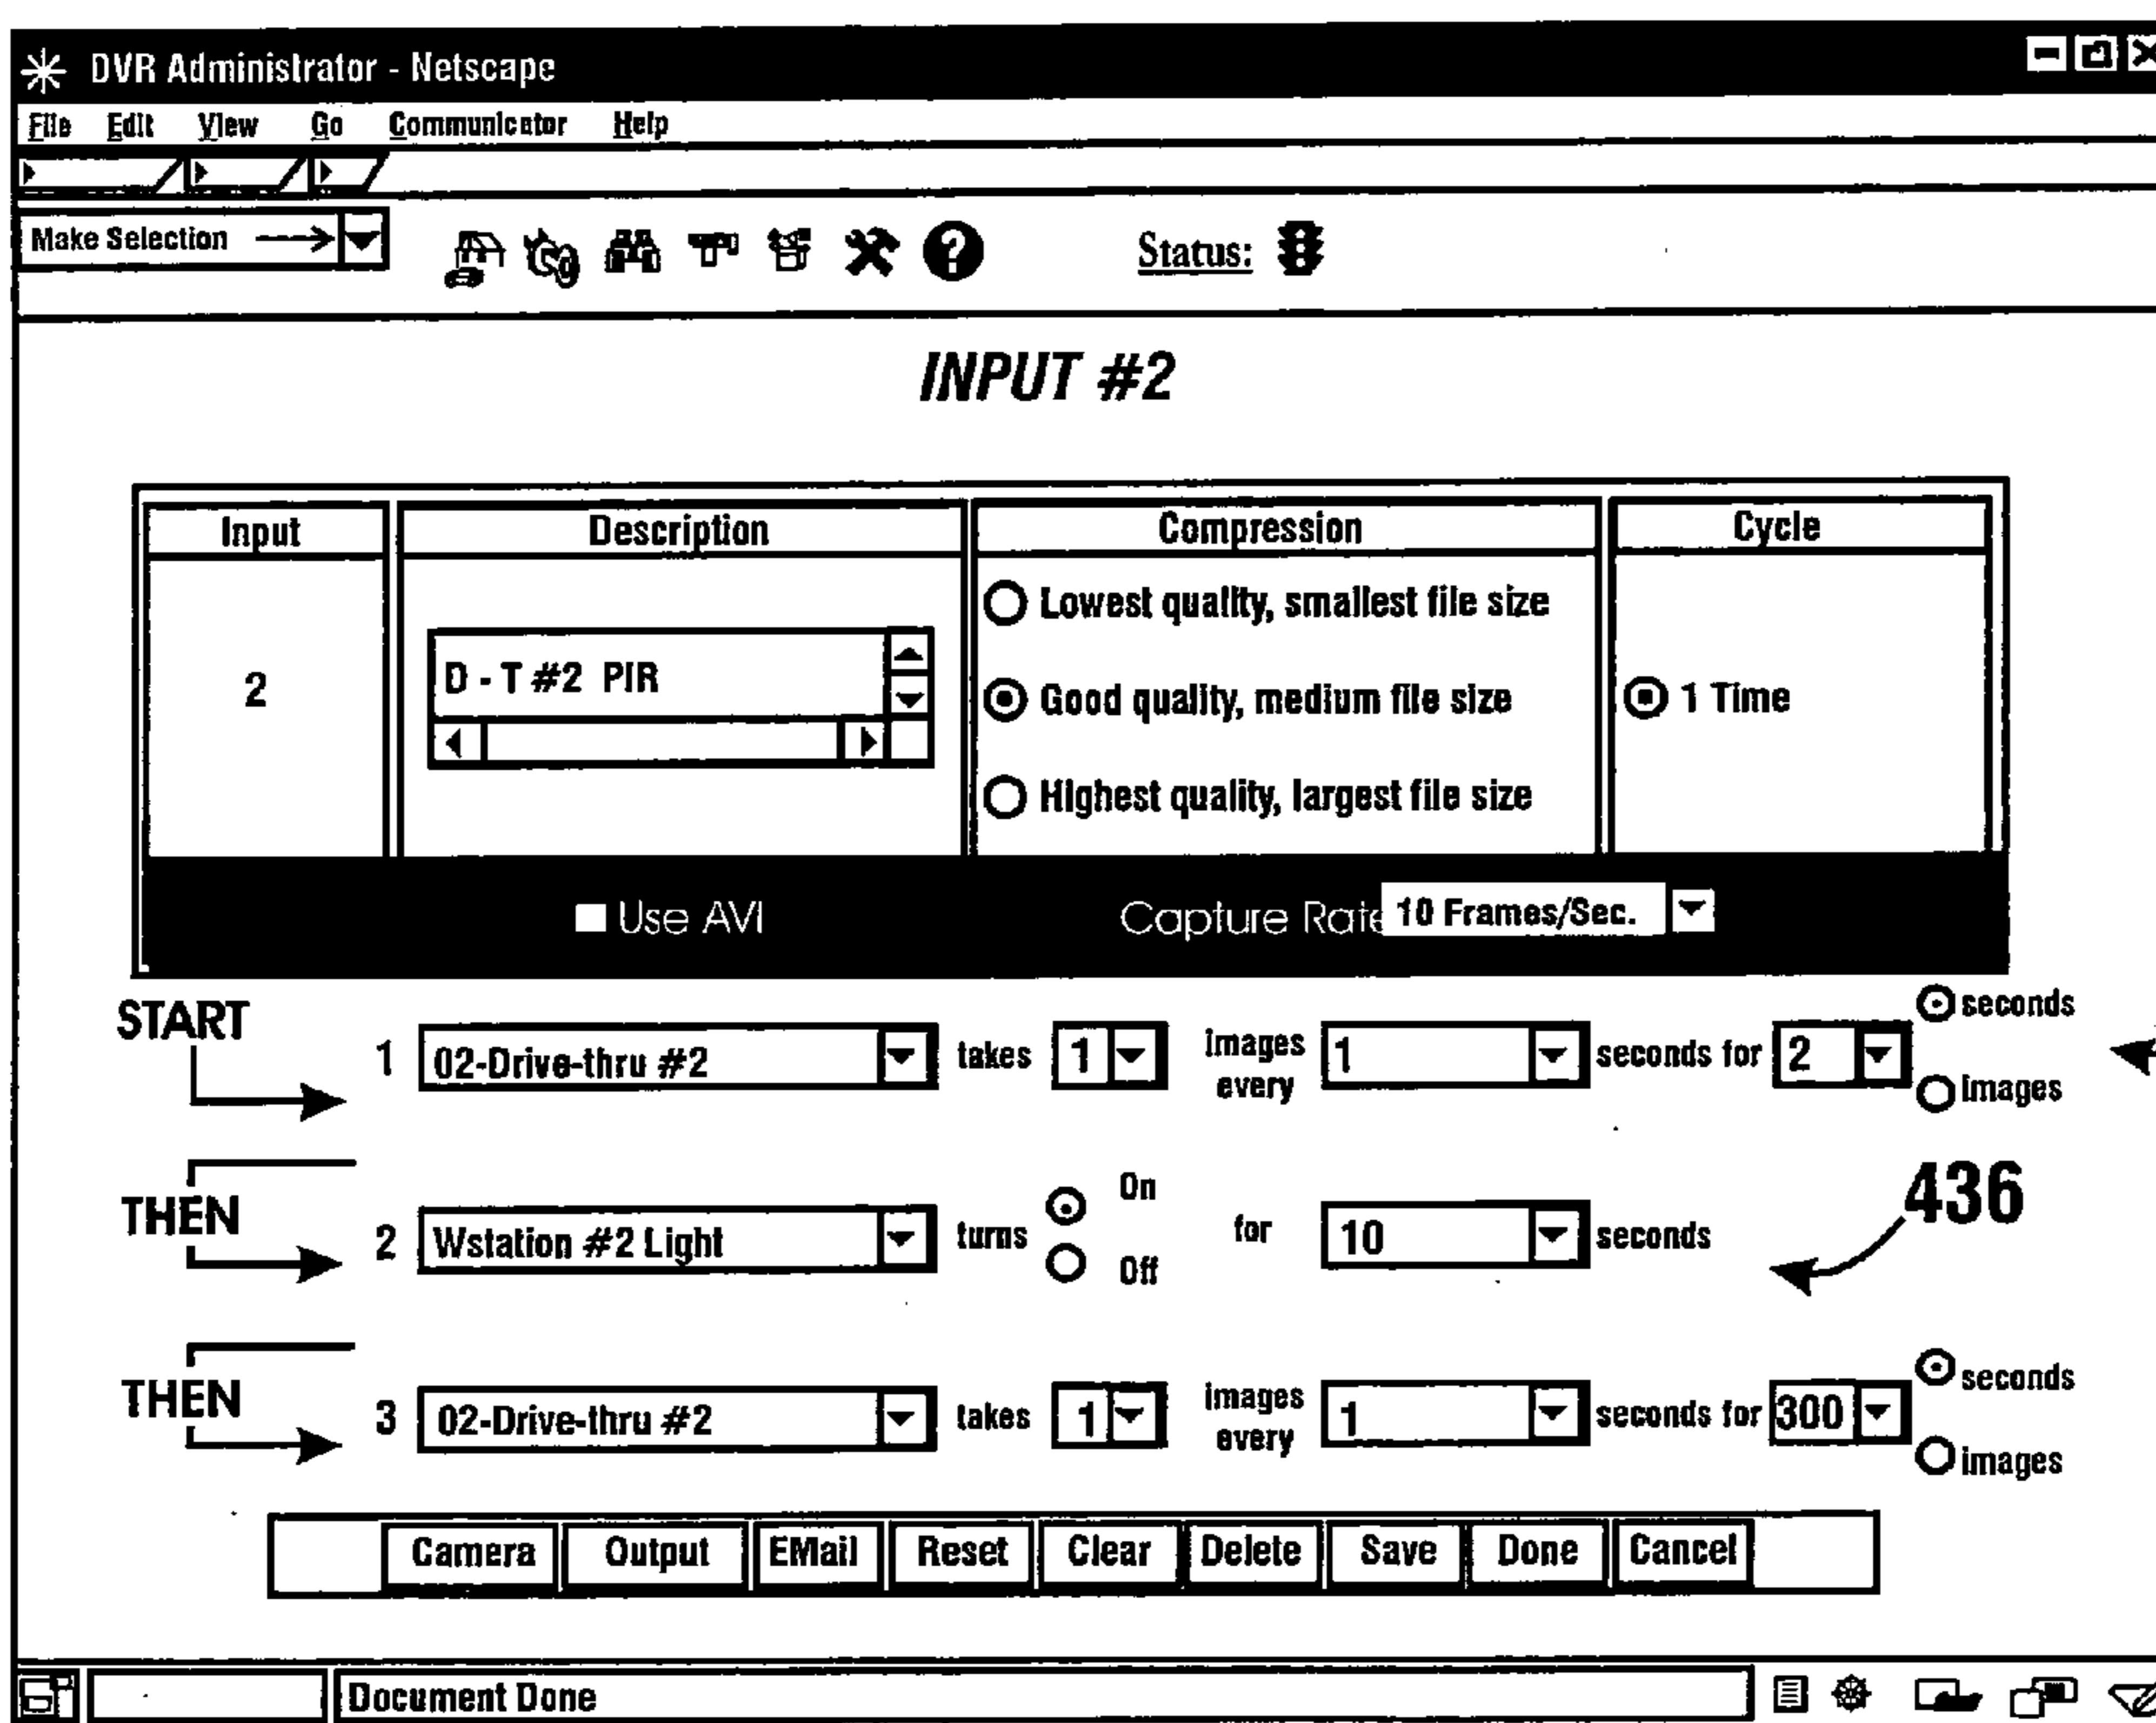 DVR Administrator - Netscape
File Edit View Go Communicator Help
Make Selection
Status:
INPUT #2
Input Description Compression Cycle
Lowest quality, smallest file size
2 D - T #2 PIR Good quality, medium file size 1 Time
Highest quality, largest file size
Use AVI Capture Rate 10 Frames/Sec.
START
1 02-Drive-thru #2 takes 1 images every 1 seconds for 2 seconds images
436
THEN
2 Wstation #2 Light turns On Off for 10 seconds
THEN
3 02-Drive-thru #2 takes 1 images every 1 seconds for 300 seconds images
Camera Output EMail Reset Clear Delete Save Done Cancel
Document Done